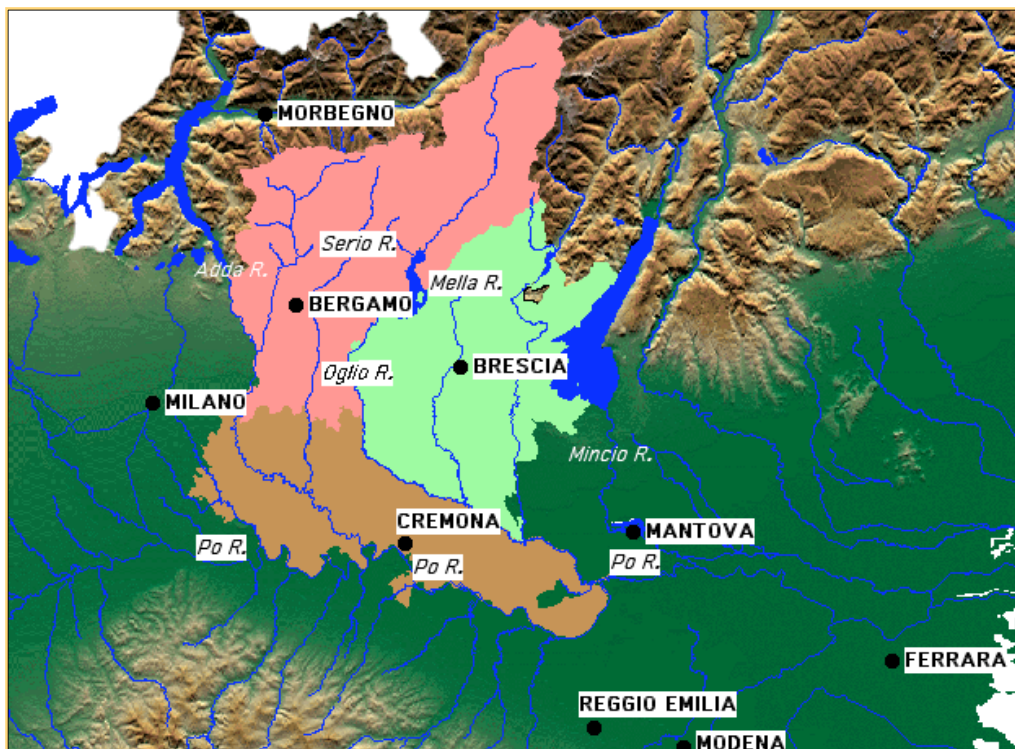 MORBEGNO
Serio R.
Adda R.
Mella R.
BERGAMO
Oglio R.
BRESCIA
MILANO
Mincio R.
CREMONA
MANTOVA
Po R.
Po R.
Po R.
FERRARA
REGGIO EMILIA
MODENA